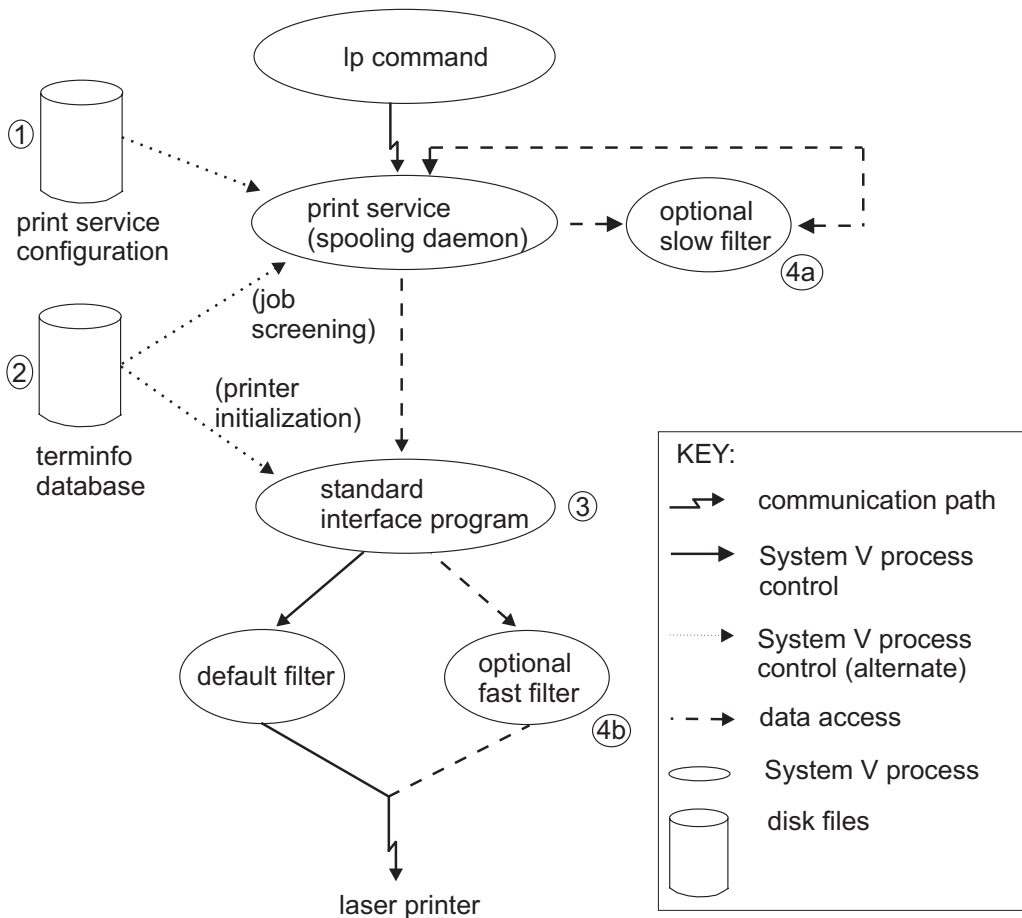 lp command
1
print service
configuration
print service
(spooling daemon)
optional
slow filter
4a
(job
screening)
2
(printer
initialization)
terminfo
database
standard
interface program
3
default filter
optional
fast filter
4b
laser printer
KEY:
communication path
System V process
control
System V process
control (alternate)
data access
System V process
disk files